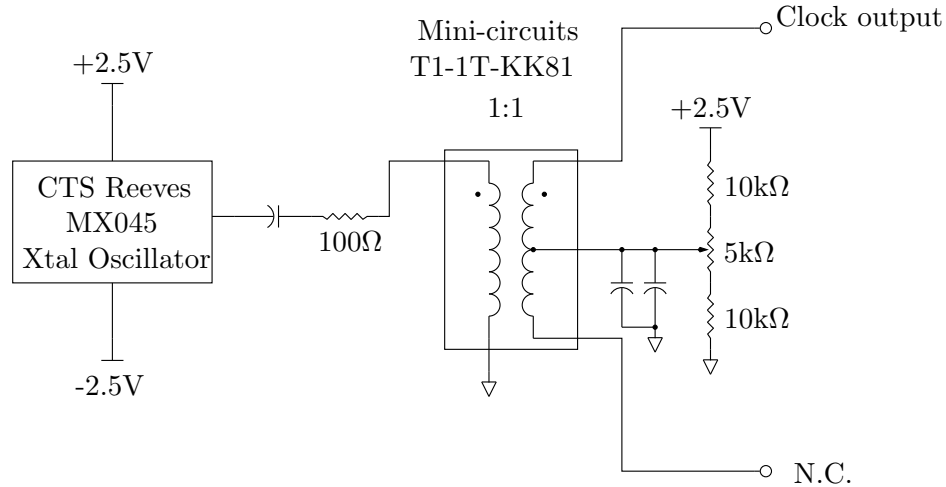 Clock output
Mini-circuits
T1-1T-KK81
1:1
+2.5V
+2.5V
CTS Reeves
MX045
Xtal Oscillator
100Ω
10kΩ
5kΩ
10kΩ
-2.5V
N.C.